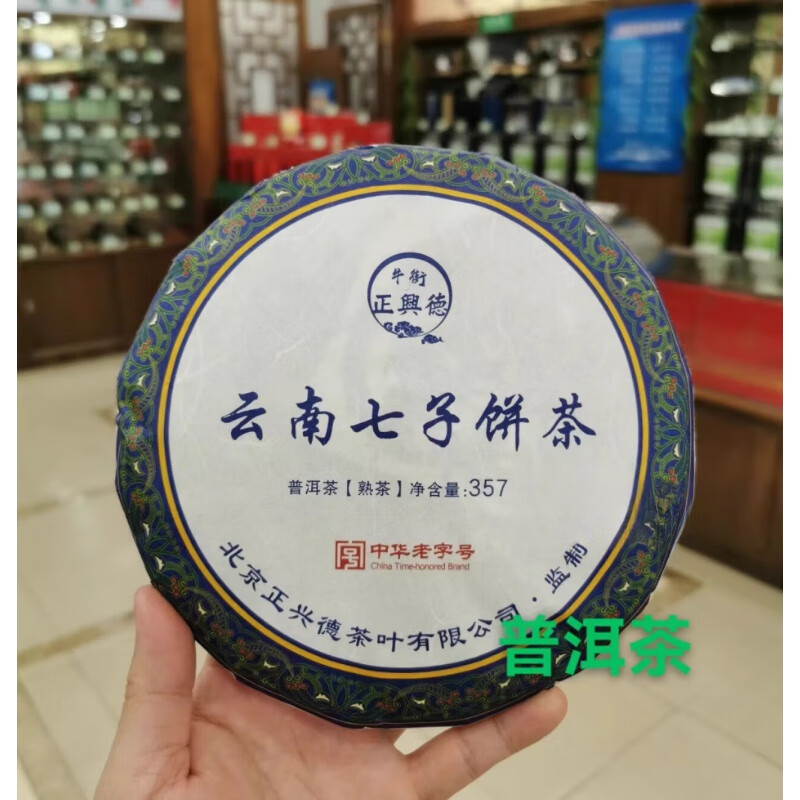 牛街
正興德
云南七子饼茶
普洱茶【熟茶】净含量:357
中华老字号
China Time-honored Brand
北京正兴德茶叶有限公司·监制
普洱茶